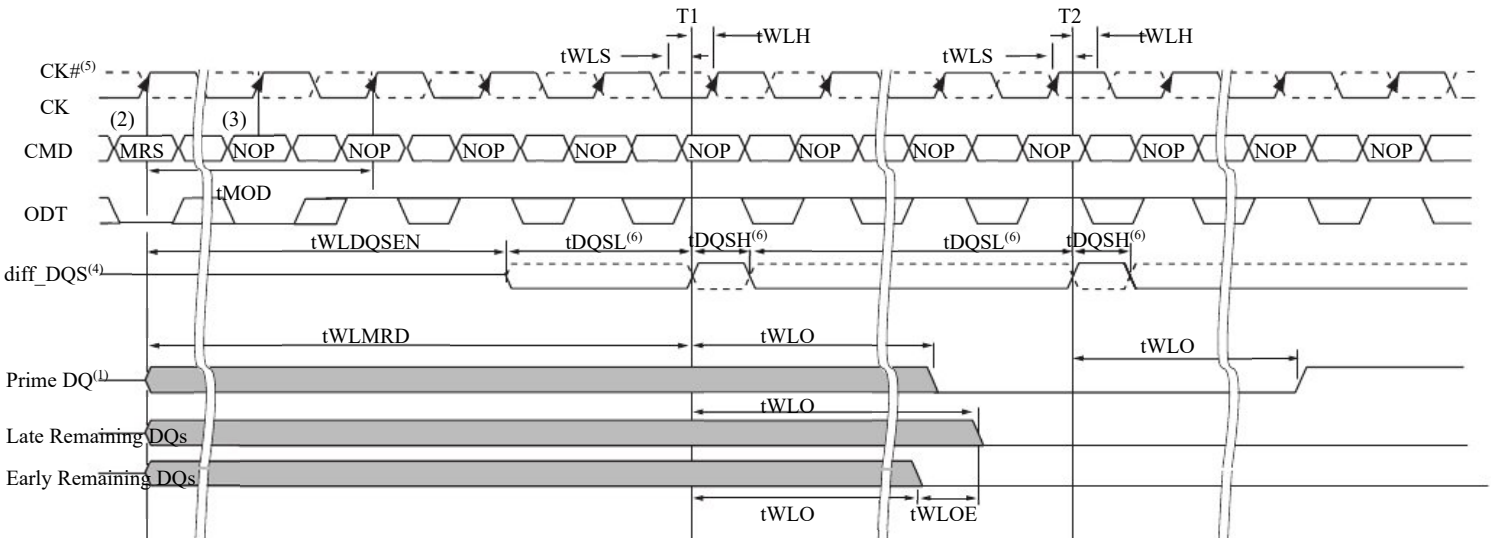 T1 T2
tWLS tWLH tWLS tWLH
CK#(5)
CK
(2) (3)
CMD MRS NOP NOP NOP NOP NOP NOP NOP NOP NOP NOP NOP
tMOD
ODT
tWLDQSEN tDQSL(6) tDQSH(6) tDQSL(6) tDQSH(6)
diff_DQS(4)
tWLMRD tWLO tWLO
Prime DQ(1)
tWLO
Late Remaining DQs
Early Remaining DQs
tWLO tWLOE